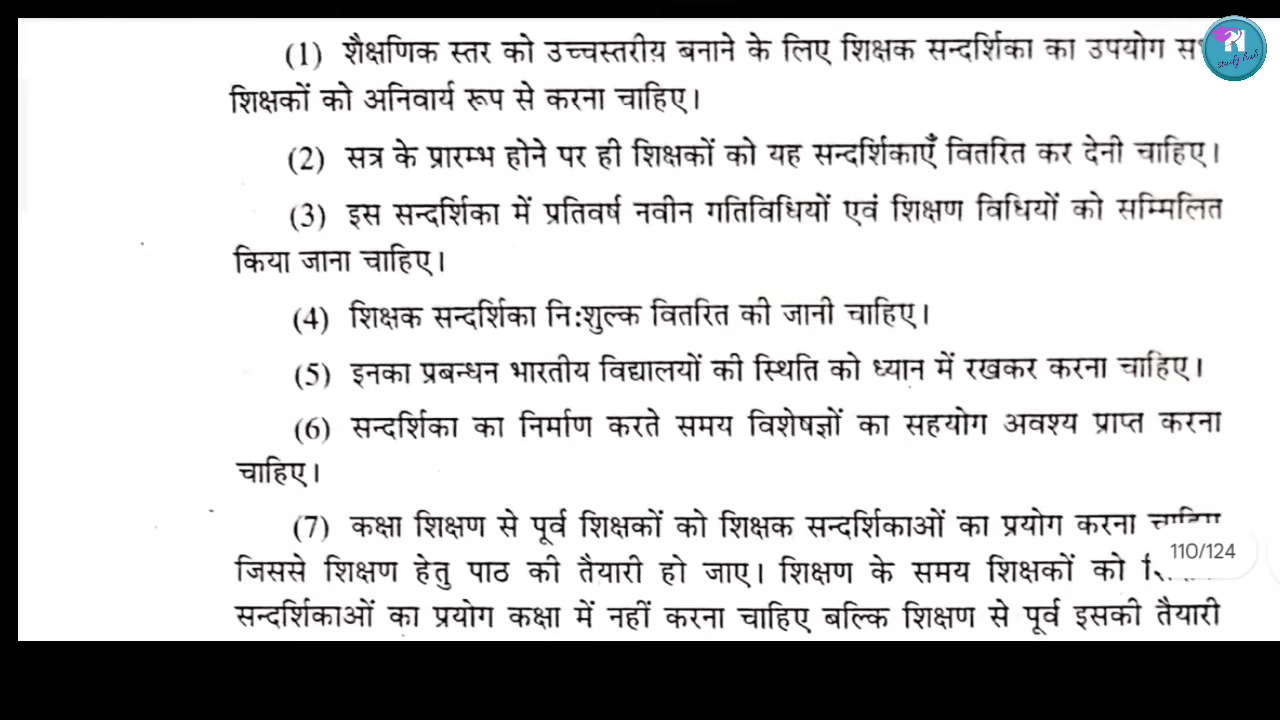 (1) शैक्षणिक स्तर को उच्चस्तरीय बनाने के लिए शिक्षक सन्दर्शिका का उपयोग
शिक्षकों को अनिवार्य रूप से करना चाहिए।
(2) सत्र के प्रारम्भ होने पर ही शिक्षकों को यह सन्दर्शिकाएँ वितरित कर देनी चाहिए।
(3) इस सन्दर्शिका में प्रतिवर्ष नवीन गतिविधियों एवं शिक्षण विधियों को सम्मिलित
किया जाना चाहिए।
(4) शिक्षक सन्दर्शिका नि:शुल्क वितरित की जानी चाहिए।
(5) इनका प्रबन्धन भारतीय विद्यालयों की स्थिति को ध्यान में रखकर करना चाहिए।
(6) सन्दर्शिका का निर्माण करते समय विशेषज्ञों का सहयोग अवश्य प्राप्त करना
चाहिए।
(7) कक्षा शिक्षण से पूर्व शिक्षकों को शिक्षक सन्दर्शिकाओं का प्रयोग करना चाहिए
110/124
जिससे शिक्षण हेतु पाठ की तैयारी हो जाए। शिक्षण के समय शिक्षकों को
सन्दर्शिकाओं का प्रयोग कक्षा में नहीं करना चाहिए बल्कि शिक्षण से पूर्व इसकी तैयारी